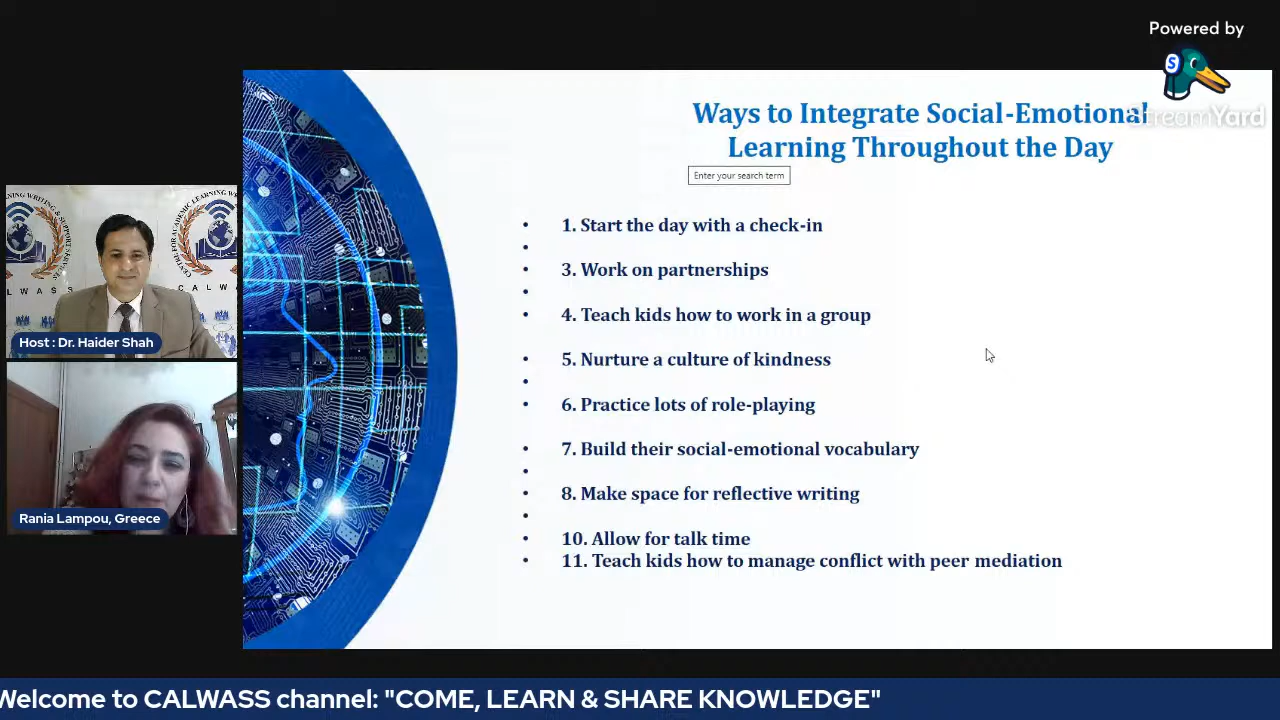 Powered by
StreamYard
Ways to Integrate Social-Emotional
Learning Throughout the Day
Enter your search term
• 1. Start the day with a check-in
•
• 3. Work on partnerships
•
• 4. Teach kids how to work in a group
• 5. Nurture a culture of kindness
•
• 6. Practice lots of role-playing
• 7. Build their social-emotional vocabulary
•
• 8. Make space for reflective writing
•
• 10. Allow for talk time
• 11. Teach kids how to manage conflict with peer mediation
Host : Dr. Haider Shah
Rania Lampou, Greece
Welcome to CALWASS channel: "COME, LEARN & SHARE KNOWLEDGE"